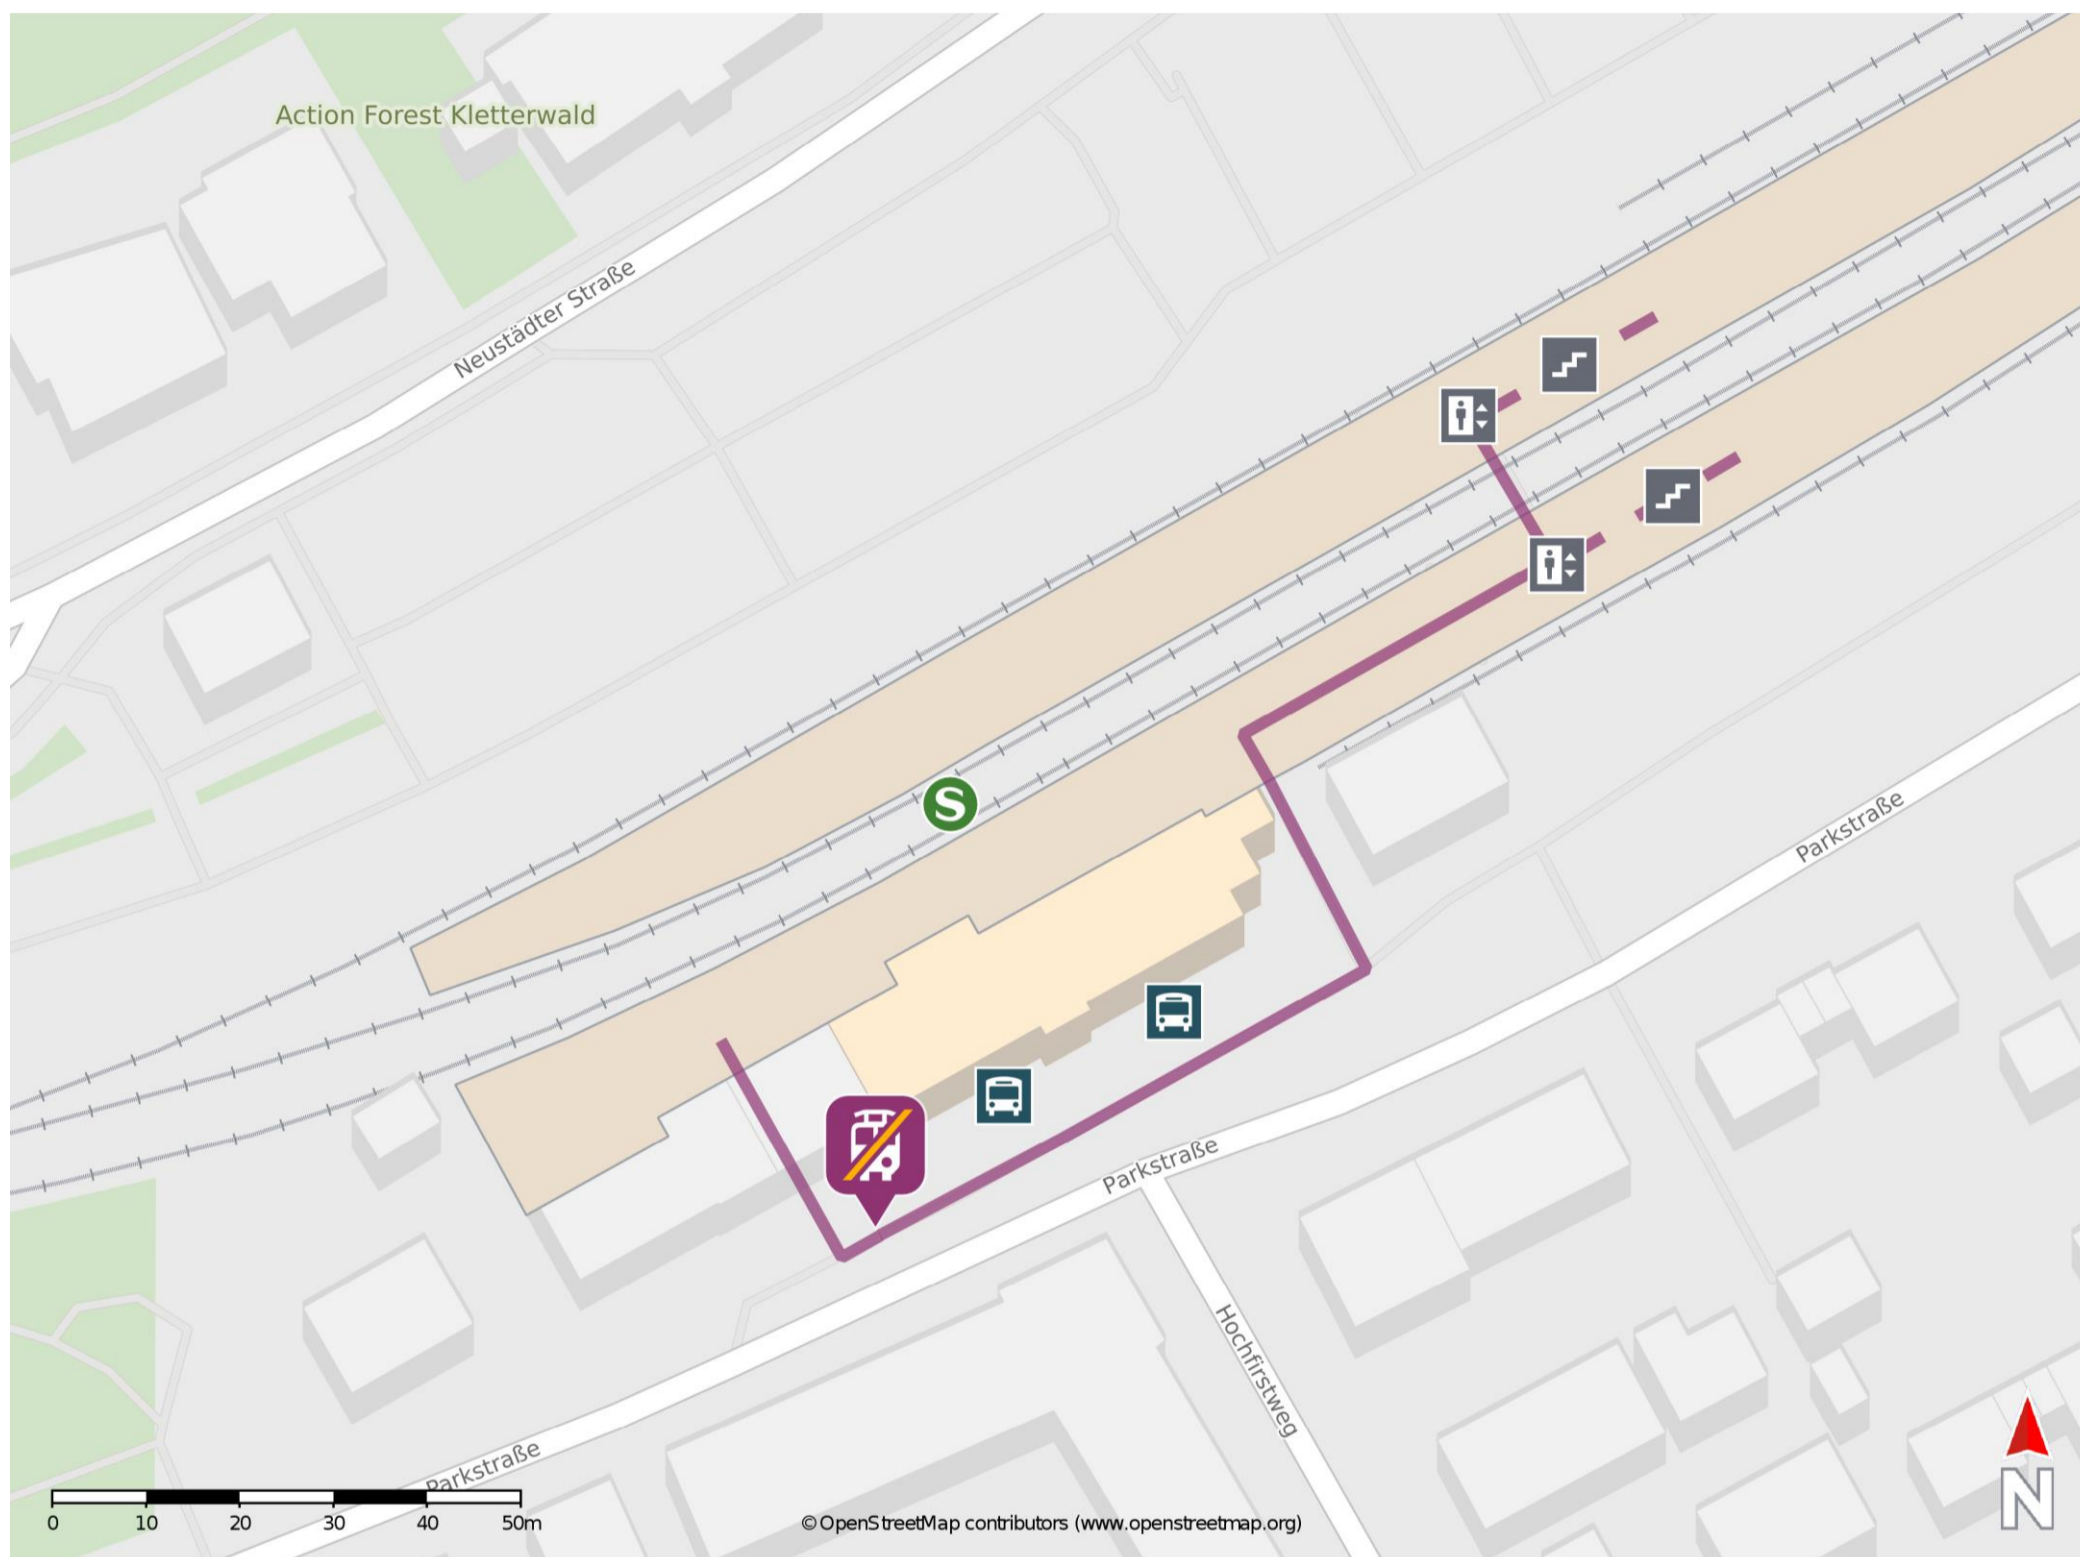 Action Forest Kletterwald
Neustädter Straße
S
Parkstraße
Parkstraße
Hochfirstweg
Parkstraße
0 10 20 30 40 50m
©OpenStreetMap contributors (www.openstreetmap.org)
N